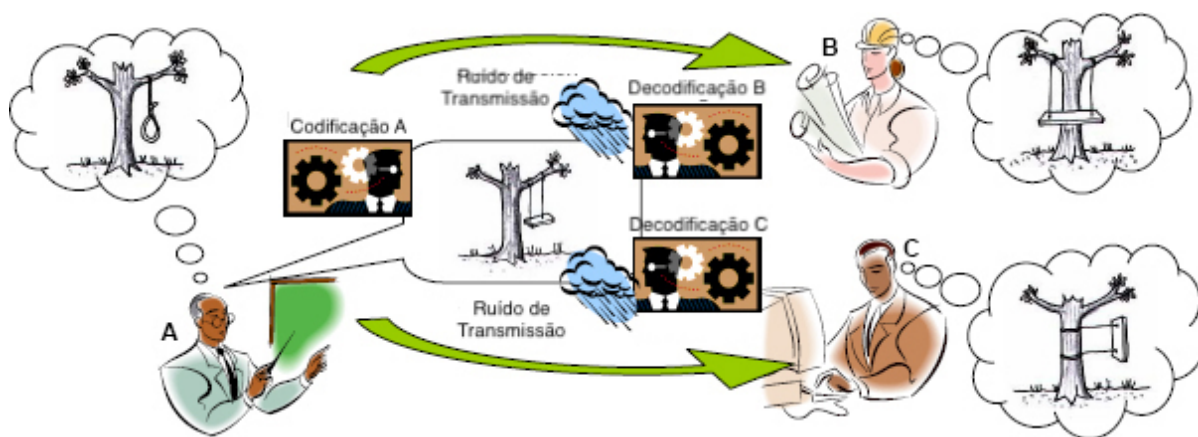 B
Ruído de
Transmissão
Decodificação B
Codificação A
Decodificação C
C
Ruído de
Transmissão
A